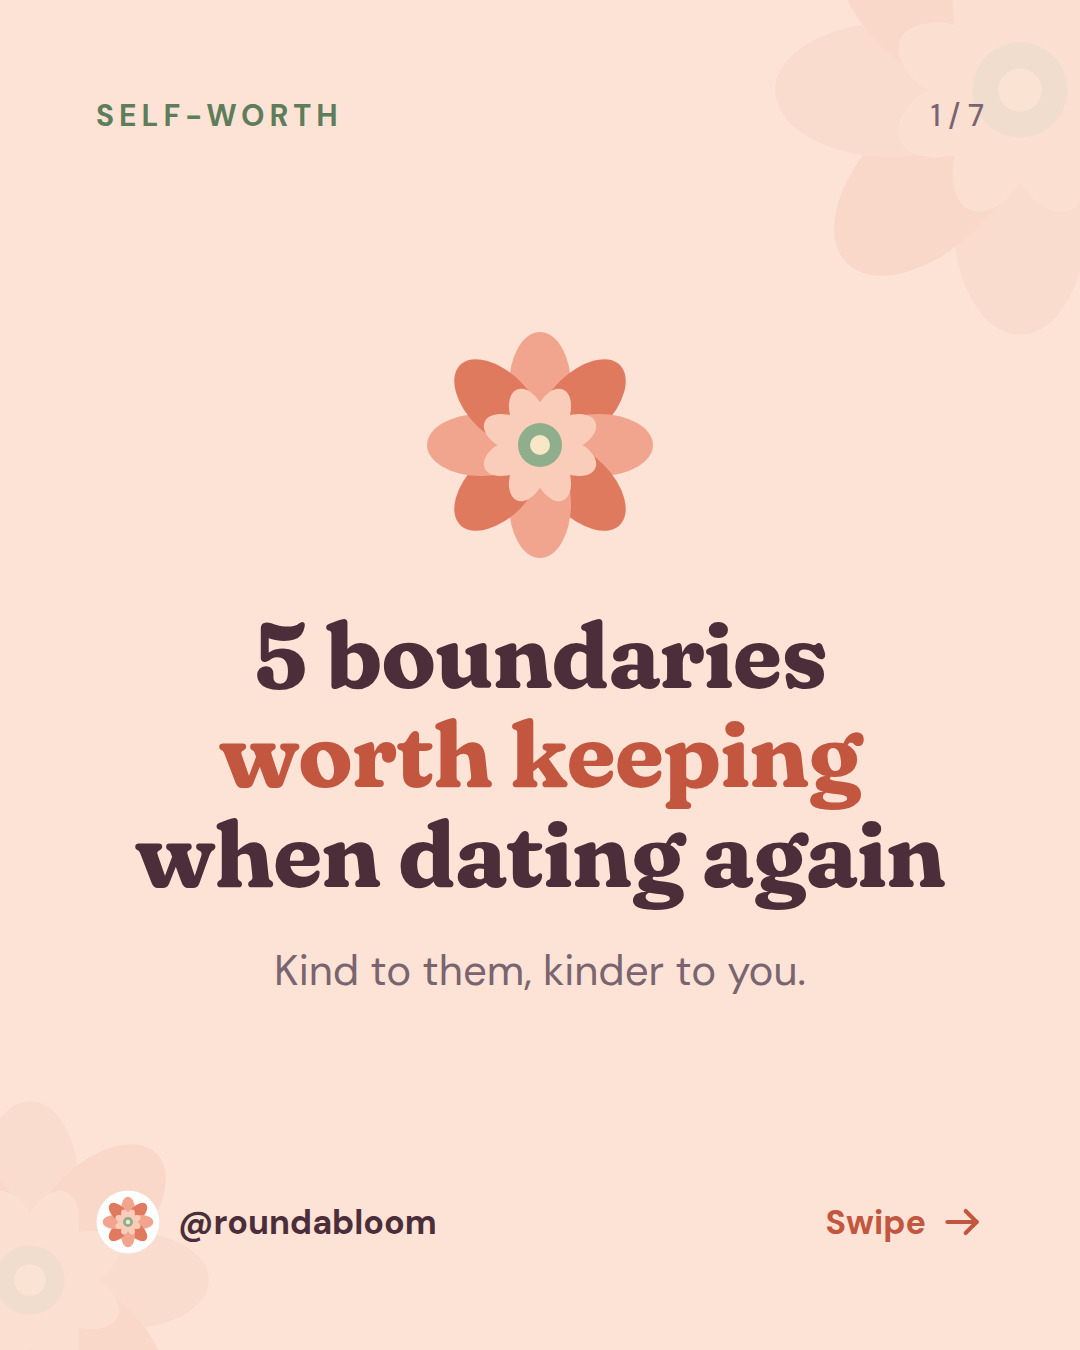 SELF–WORTH
1 / 7
5 boundaries
worth keeping
when dating again
Kind to them, kinder to you.
@roundabloom
Swipe →